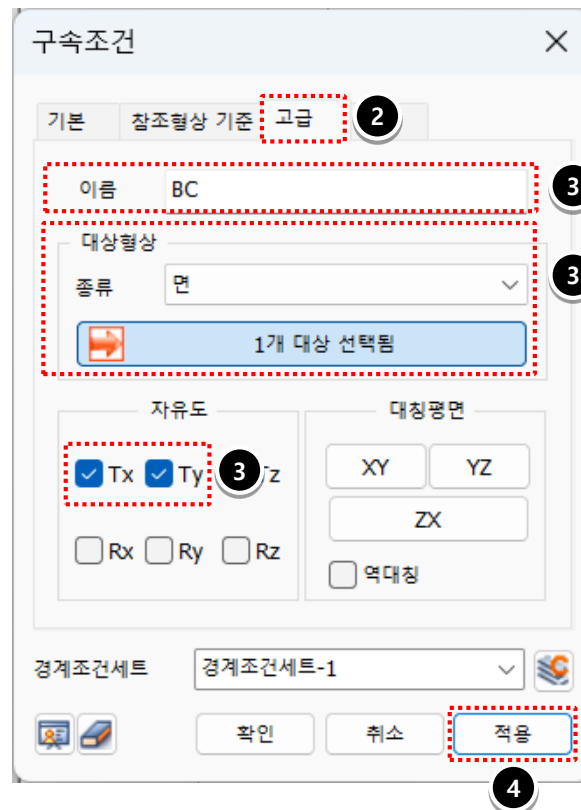 구속조건
기본 참조형상 기준 고급 2
이름 BC 3
대상형상
종류 면 3
1개 대상 선택됨
자유도 대칭평면
Tx Ty 3 Tz XY YZ
ZX
Rx Ry Rz
역대칭
경계조건세트 경계조건세트-1
확인 취소 적용
4